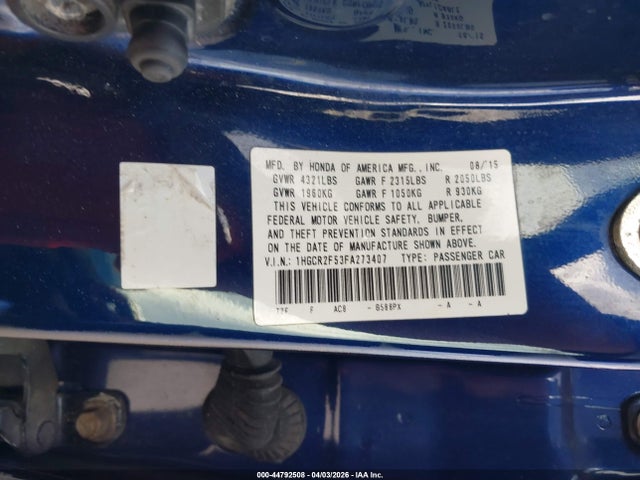 MFD. BY HONDA OF AMERICA MFG., INC. 08/15
GVWR 4321LBS GAWR F 2315LBS R 2050LBS
GVWR 1960KG GAWR F 1050KG R 930KG
THIS VEHICLE CONFORMS TO ALL APPLICABLE
FEDERAL MOTOR VEHICLE SAFETY, BUMPER,
AND THEFT PREVENTION STANDARDS IN EFFECT
ON THE DATE OF MANUFACTURE SHOWN ABOVE.
V.I.N.: 1HGCR2F53FA273407 TYPE: PASSENGER CAR
F AC8 - B588PX - A - A
000-44792508 - 04/03/2026 - IAA Inc.